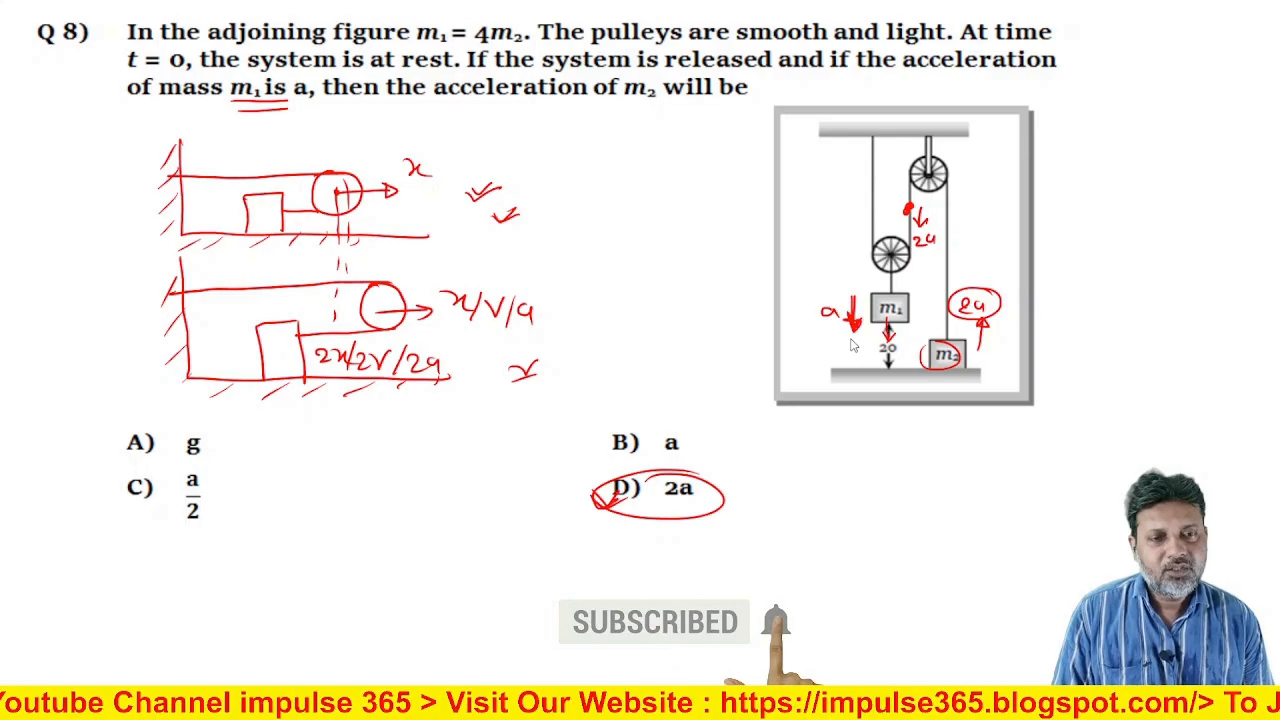 Q 8) In the adjoining figure m₁ = 4m₂. The pulleys are smooth and light. At time
t = 0, the system is at rest. If the system is released and if the acceleration
of mass m₁ is a, then the acceleration of m₂ will be
x
x/v/a
2x/2v/2a
2a
a
m₁
2a
20
m₂
A) g
B) a
C) a/2
D) 2a
SUBSCRIBED
Youtube Channel impulse 365 > Visit Our Website : https://impulse365.blogspot.com/> To J